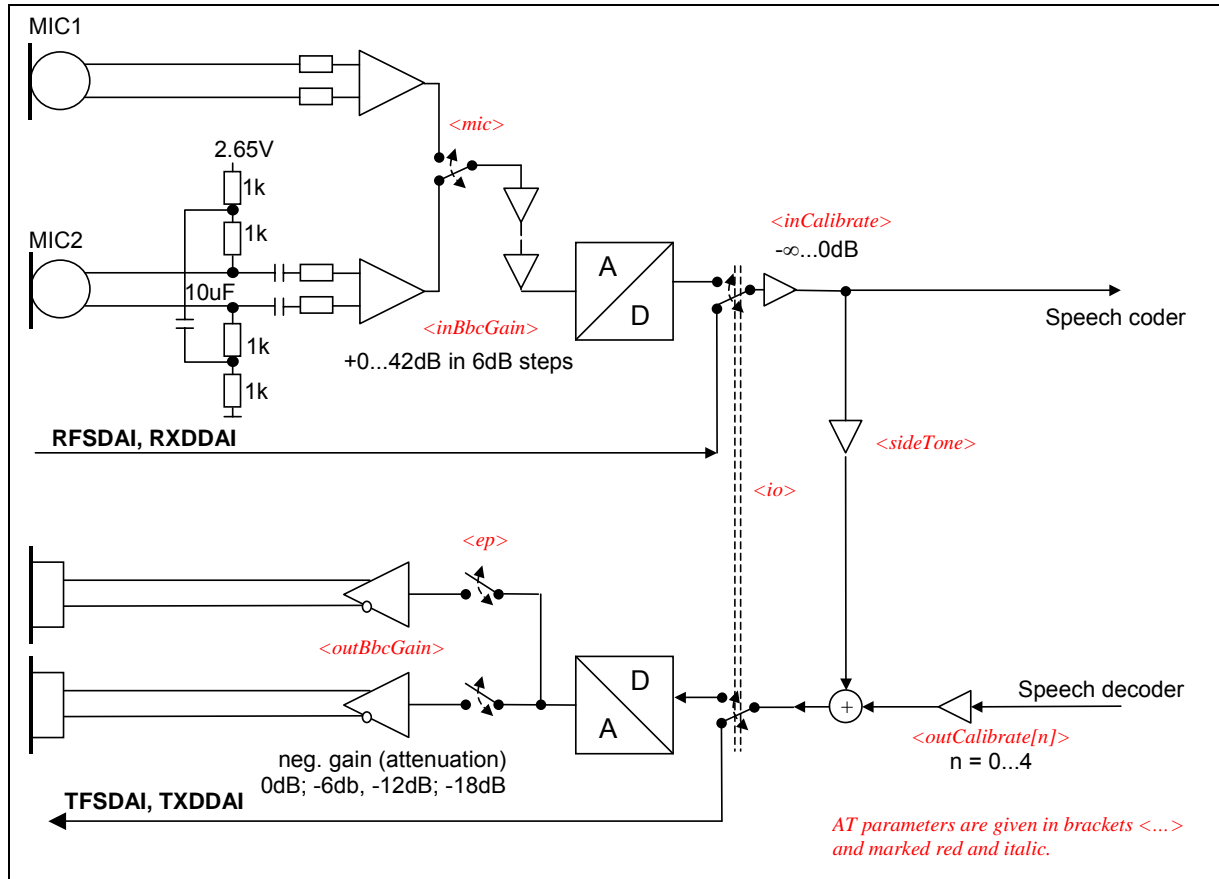 MIC1
<mic>
2.65V
1k
1k
MIC2
10uF
1k
1k
<inBbcGain>
+0...42dB in 6dB steps
A
D
<inCalibrate>
-∞...0dB
Speech coder
RFSDAI, RXDDAI
<sideTone>
<io>
<ep>
<outBbcGain>
D
A
+
Speech decoder
<outCalibrate[n]>
n = 0...4
neg. gain (attenuation)
0dB; -6db, -12dB; -18dB
TFSDAI, TXDDAI
AT parameters are given in brackets <...>
and marked red and italic.